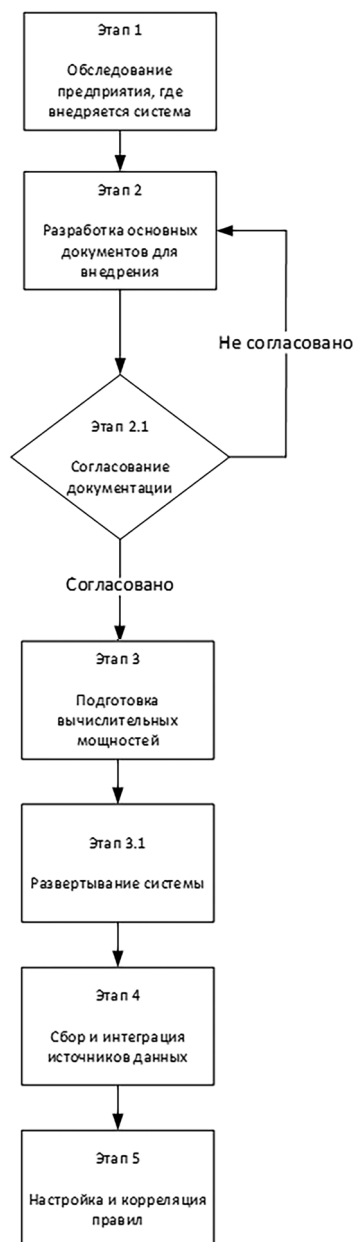 Этап 1
Обследование
предприятия, где
внедряется система
Этап 2
Разработка основных
документов для
внедрения
Не согласовано
Этап 2.1
Согласование
документации
Согласовано
Этап 3
Подготовка
вычислительных
мощностей
Этап 3.1
Развертывание системы
Этап 4
Сбор и интеграция
источников данных
Этап 5
Настройка и корреляция
правил